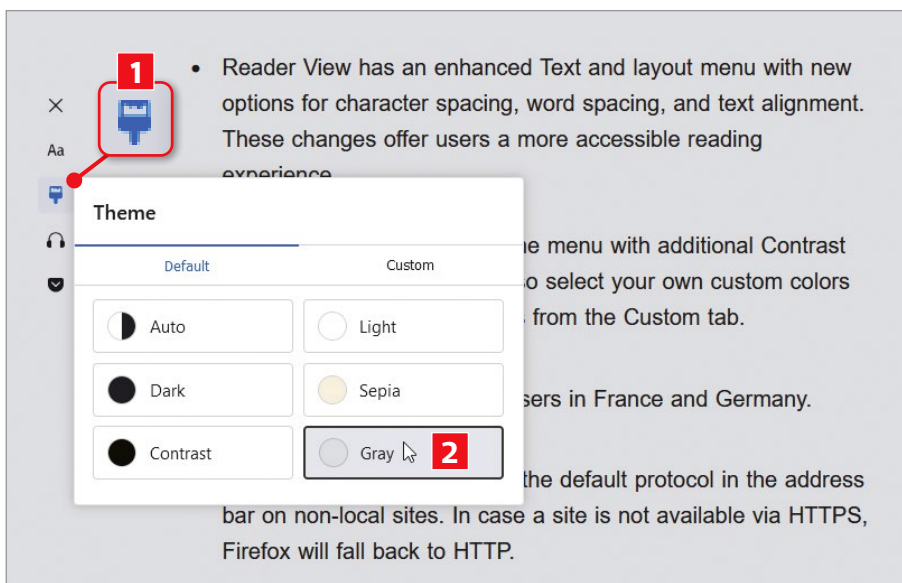 1
• Reader View has an enhanced Text and layout menu with new
options for character spacing, word spacing, and text alignment.
These changes offer users a more accessible reading
experience
Aa
Theme
Default
Custom
Auto
Light
Dark
Sepia
Contrast
Gray
2
menu with additional Contrast
select your own custom colors
from the Custom tab.
in France and Germany.
the default protocol in the address
bar on non-local sites. In case a site is not available via HTTPS,
Firefox will fall back to HTTP.